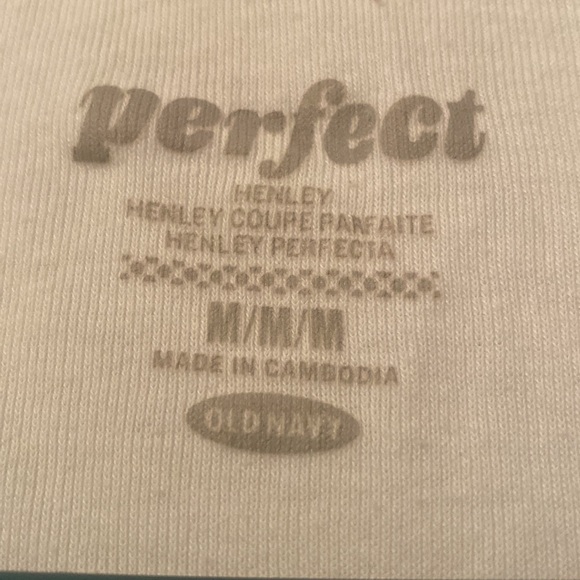 perfect
HENLEY
HENLEY COUPE PARFAITE
HENLEY PERFECTA
M/M/M
MADE IN CAMBODIA
OLD NAVY